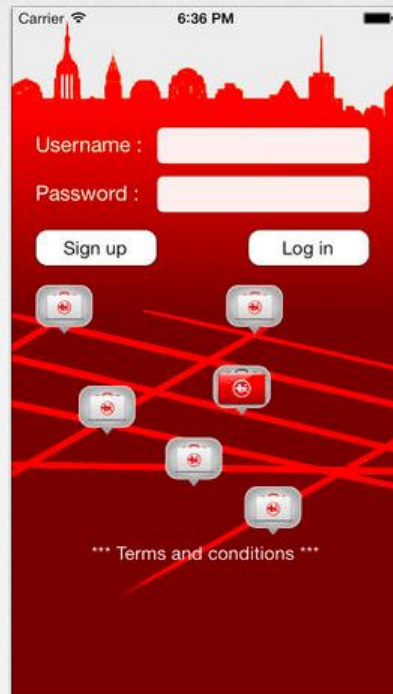 Carrier 6:36 PM
Username :
Password :
Sign up Log in
*** Terms and conditions ***